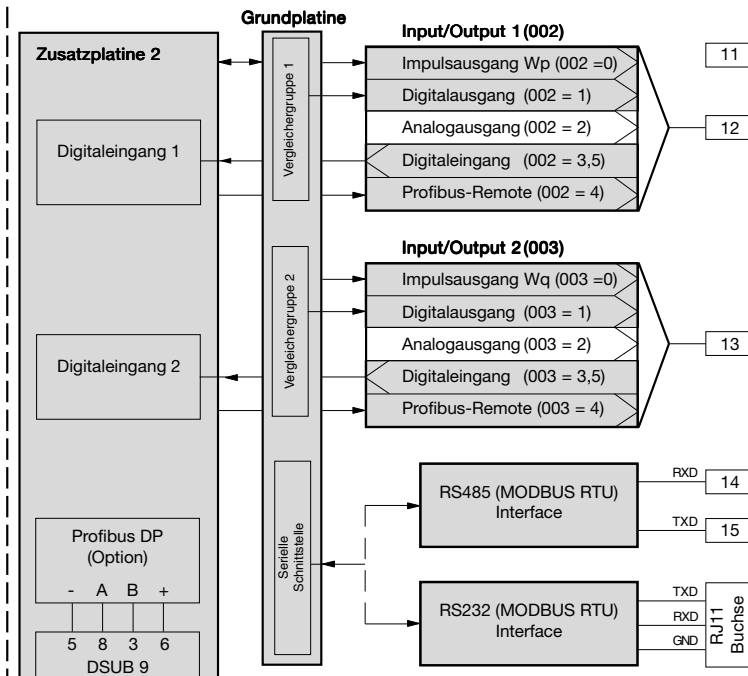 Grundplatine
Zusatzplatine 2
Digitaleingang 1
Digitaleingang 2
Profibus DP
(Option)
- A B +
5 8 3 6
DSUB 9
Vergleichergruppe 1
Vergleichergruppe 2
Serielle
Schnittstelle
Input/Output 1 (002)
Impulsausgang Wp (002 =0)
Digitalausgang (002 = 1)
Analogausgang (002 = 2)
Digitaleingang (002 = 3,5)
Profibus-Remote (002 = 4)
11
12
Input/Output 2 (003)
Impulsausgang Wq (003 =0)
Digitalausgang (003 = 1)
Analogausgang (003 = 2)
Digitaleingang (003 = 3,5)
Profibus-Remote (003 = 4)
13
RS485 (MODBUS RTU)
Interface
RXD
14
TXD
15
RS232 (MODBUS RTU)
Interface
TXD
RXD
GND
RJ11
Buchse